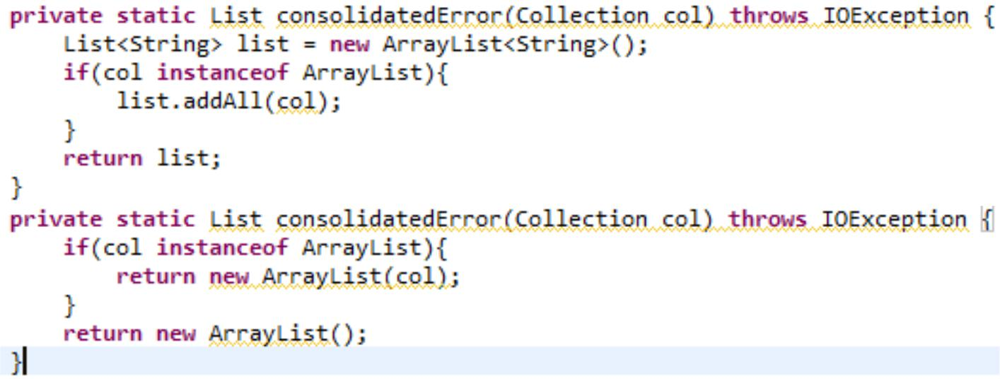 private static List consolidatedError(Collection col) throws IOException {
    List<String> list = new ArrayList<String>();
    if(col instanceof ArrayList){
        list.addAll(col);
    }
    return list;
}
private static List consolidatedError(Collection col) throws IOException {
    if(col instanceof ArrayList){
        return new ArrayList(col);
    }
    return new ArrayList();
}